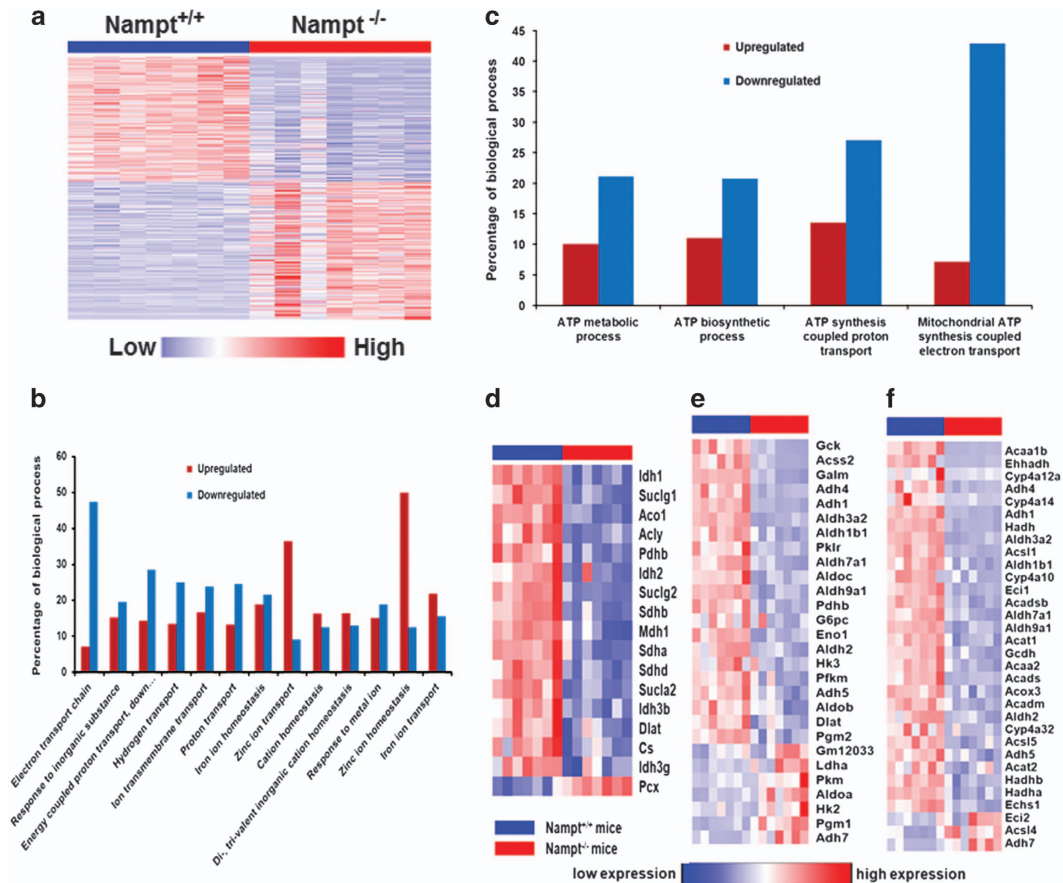 a
Nampt+/+
Nampt -/-
Low
High
c
Percentage of biological process
45
40
35
30
25
20
15
10
5
0
Upregulated
Downregulated
ATP metabolic
process
ATP biosynthetic
process
ATP synthesis
coupled proton
transport
Mitochondrial ATP
synthesis coupled
electron transport
b
Percentage of biological process
60
50
40
30
20
10
0
Upregulated
Downregulated
Electron transport chain
Response to inorganic substance
Energy coupled proton transport, down…
Hydrogen transport
Ion transmembrane transport
Proton transport
Iron ion homeostasis
Zinc ion transport
Cation homeostasis
Di-, tri-valent inorganic cation homeostasis
Response to metal ion
Zinc ion homeostasis
Iron ion transport
d
Idh1
Suclg1
Aco1
Acly
Pdhb
Idh2
Suclg2
Sdhb
Mdh1
Sdha
Sdhd
Sucla2
Idh3b
Dlat
Cs
Idh3g
Pcx
Nampt+/+ mice
Nampt-/- mice
e
Gck
Acss2
Galm
Adh4
Adh1
Aldh3a2
Aldh1b1
Pklr
Aldh7a1
Aldoc
Aldh9a1
Pdhb
G6pc
Eno1
Aldh2
Hk3
Pfkm
Adh5
Aldob
Dlat
Pgm2
Gm12033
Ldha
Pkm
Aldoa
Hk2
Pgm1
Adh7
f
Acaa1b
Ehhadh
Cyp4a12a
Adh4
Cyp4a14
Adh1
Hadh
Aldh3a2
Acsl1
Aldh1b1
Cyp4a10
Eci1
Acadsb
Aldh7a1
Aldh9a1
Acat1
Gcdh
Acaa2
Acads
Acox3
Acadm
Aldh2
Cyp4a32
Acsl5
Adh5
Acat2
Hadhb
Hadha
Echs1
Eci2
Acsl4
Adh7
low expression
high expression